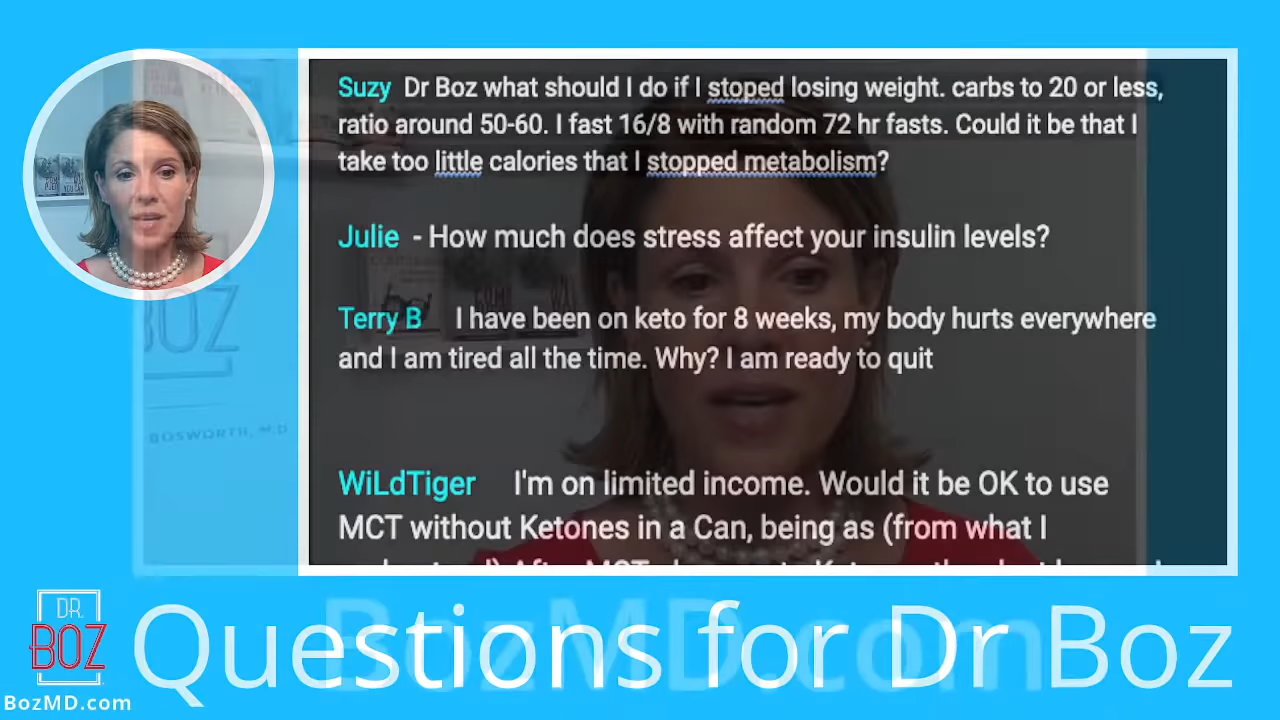 Suzy Dr Boz what should I do if I stoped losing weight. carbs to 20 or less,
ratio around 50-60. I fast 16/8 with random 72 hr fasts. Could it be that I
take too little calories that I stopped metabolism?
Julie - How much does stress affect your insulin levels?
Terry B I have been on keto for 8 weeks, my body hurts everywhere
and I am tired all the time. Why? I am ready to quit
WiLdTiger I'm on limited income. Would it be OK to use
MCT without Ketones in a Can, being as (from what I
BOZ
BOSWORTH, M.D
DR.
BOZ
BozMD.com
Questions for Dr Boz
BozMD.com